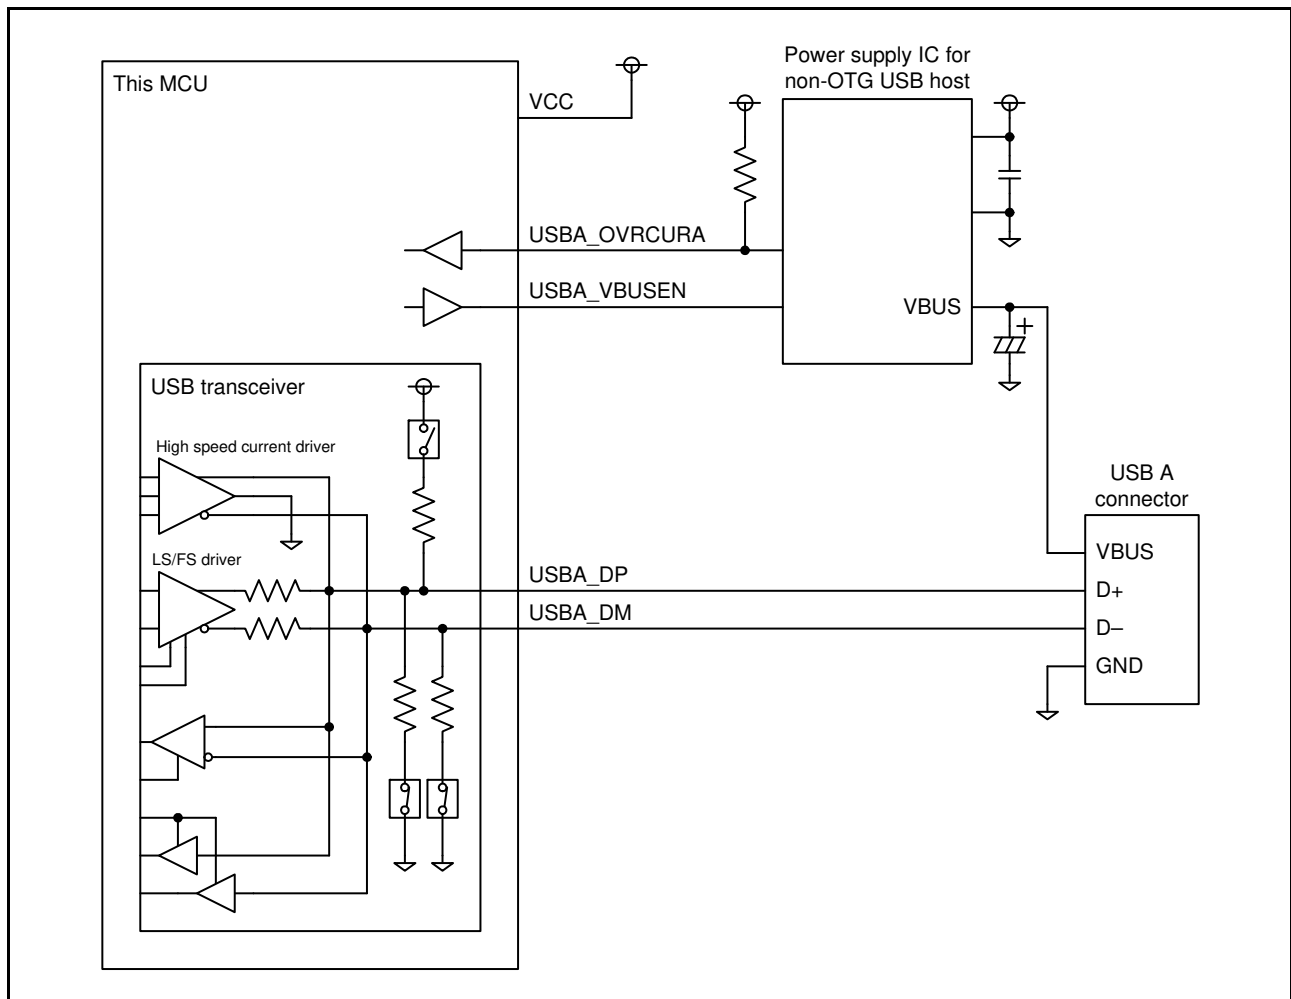 Power supply IC for
non-OTG USB host
This MCU
VCC
USBA_OVRCURA
USBA_VBUSEN
VBUS
+
USB transceiver
High speed current driver
LS/FS driver
USBA_DP
USBA_DM
USB A
connector
VBUS
D+
D–
GND